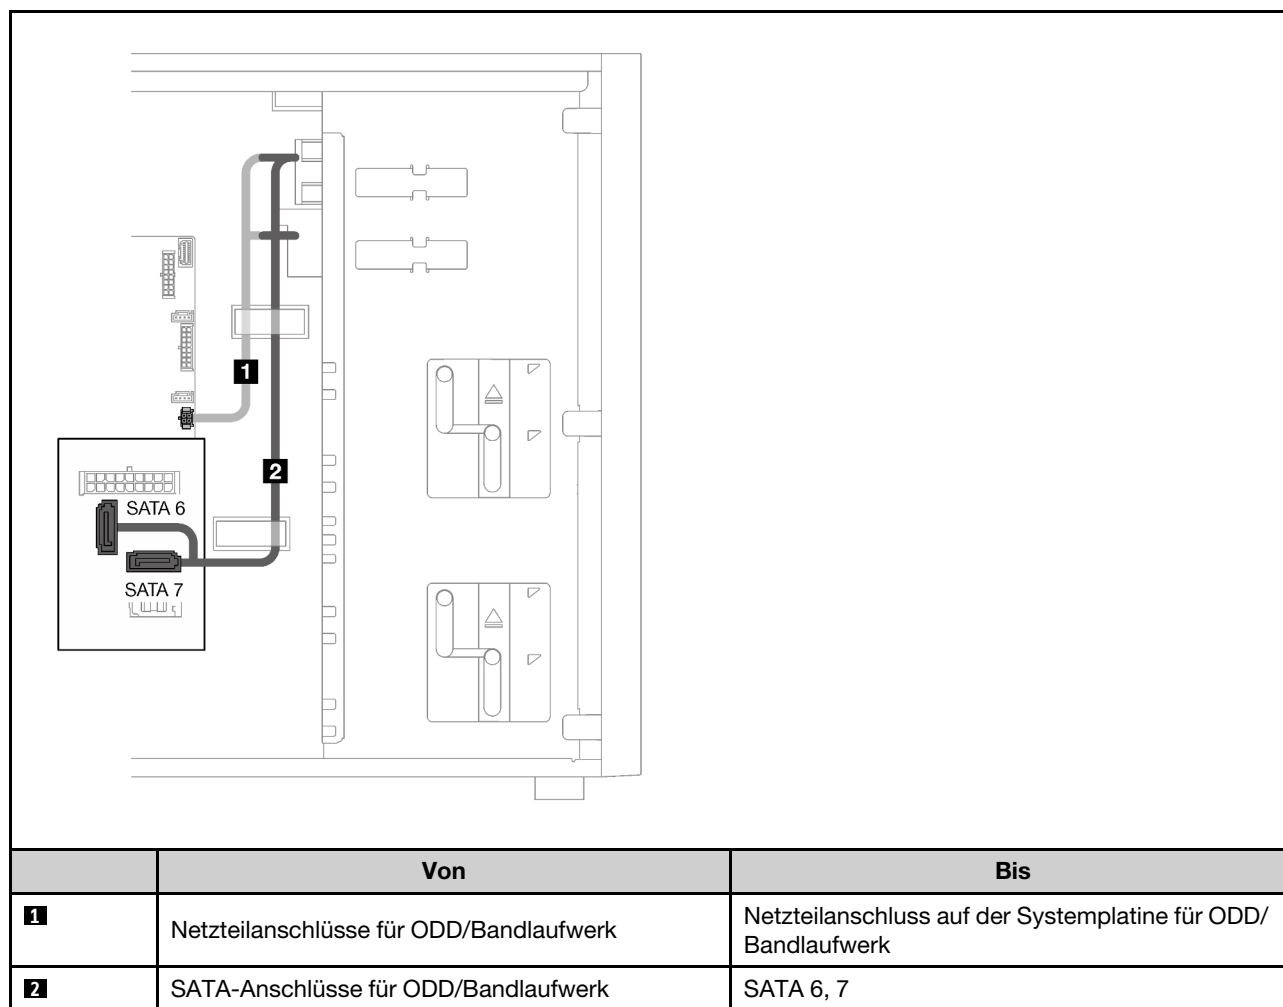 1
2
SATA 6
SATA 7
Von Bis
1 Netzteilanschlüsse für ODD/Bandlaufwerk Netzteilanschluss auf der Systemplatine für ODD/
Bandlaufwerk
2 SATA-Anschlüsse für ODD/Bandlaufwerk SATA 6, 7